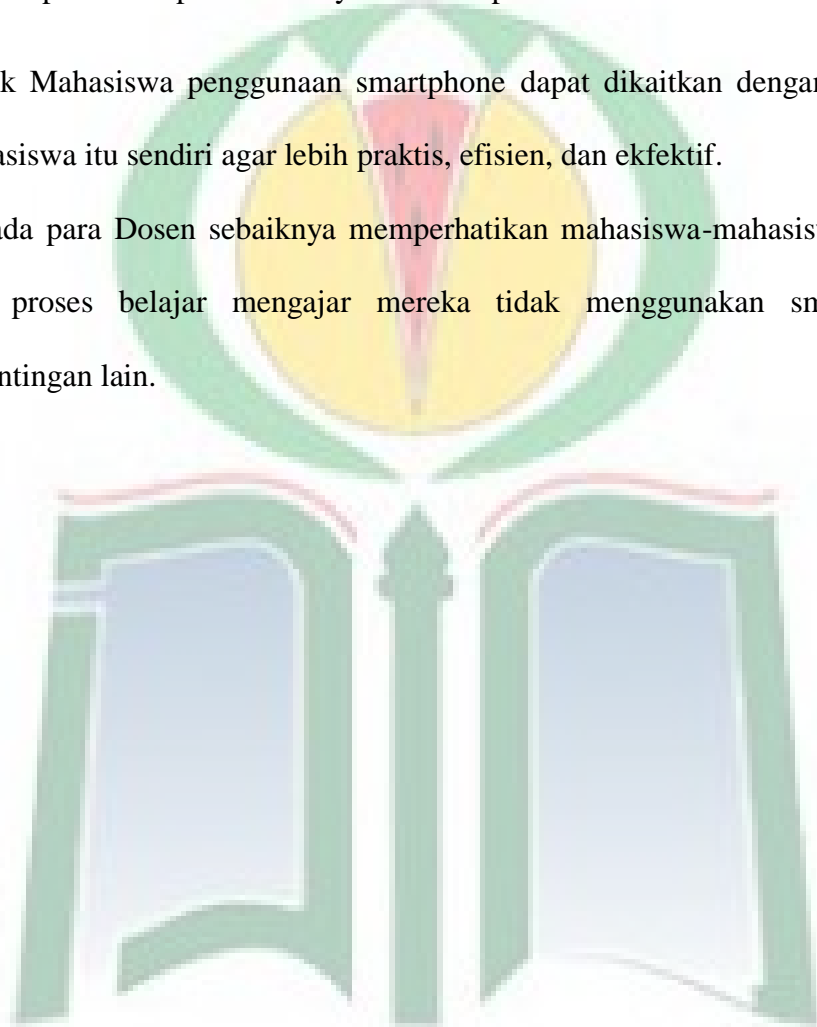 k Mahasiswa penggunaan smartphone dapat dikaitkan dengan
asiswa itu sendiri agar lebih praktis, efisien, dan ekfektif.
ada para Dosen sebaiknya memperhatikan mahasiswa-mahasisw
proses belajar mengajar mereka tidak menggunakan sm
ntingan lain.